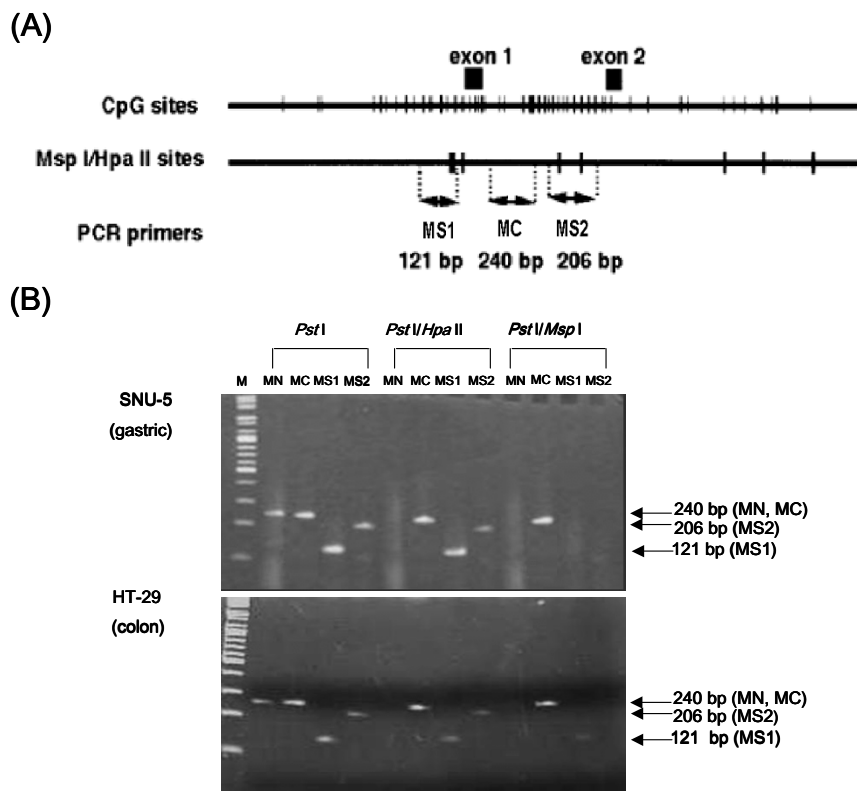 (A)
exon 1 exon 2
CpG sites
Msp I/Hpa II sites
PCR primers
MS1 MC MS2
121 bp 240 bp 206 bp
(B)
Pst I Pst I/Hpa II Pst I/Msp I
M MN MC MS1 MS2 MN MC MS1 MS2 MN MC MS1 MS2
SNU-5
(gastric)
240 bp (MN, MC)
206 bp (MS2)
121 bp (MS1)
HT-29
(colon)
240 bp (MN, MC)
206 bp (MS2)
121 bp (MS1)